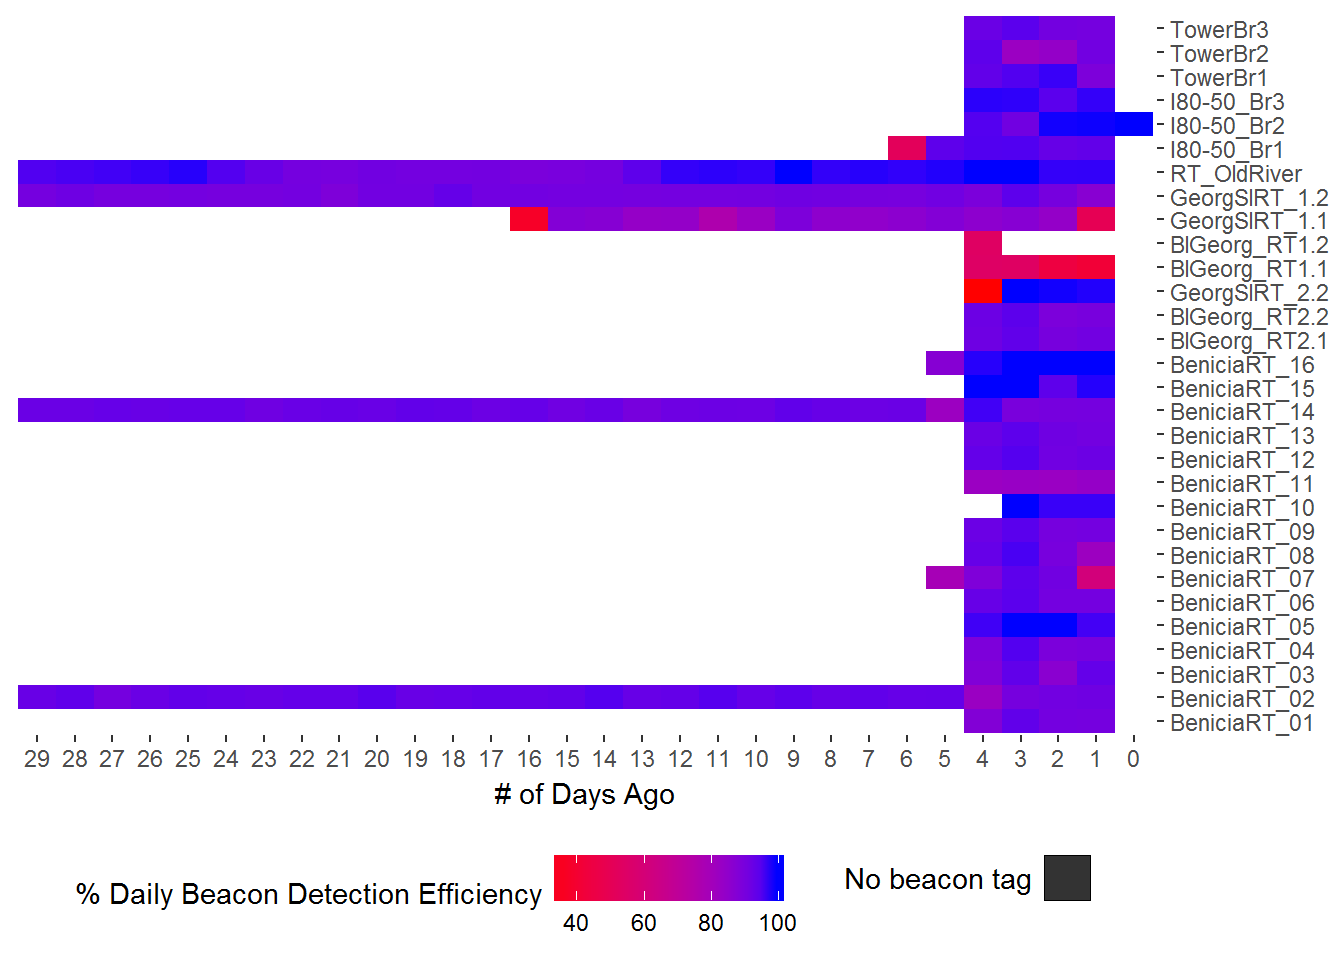 TowerBr3
TowerBr2
TowerBr1
I80-50_Br3
I80-50_Br2
I80-50_Br1
RT_OldRiver
GeorgSlRT_1.2
GeorgSlRT_1.1
BlGeorg_RT1.2
BlGeorg_RT1.1
GeorgSlRT_2.2
BlGeorg_RT2.2
BlGeorg_RT2.1
BeniciaRT_16
BeniciaRT_15
BeniciaRT_14
BeniciaRT_13
BeniciaRT_12
BeniciaRT_11
BeniciaRT_10
BeniciaRT_09
BeniciaRT_08
BeniciaRT_07
BeniciaRT_06
BeniciaRT_05
BeniciaRT_04
BeniciaRT_03
BeniciaRT_02
BeniciaRT_01
29 28 27 26 25 24 23 22 21 20 19 18 17 16 15 14 13 12 11 10 9 8 7 6 5 4 3 2 1 0
# of Days Ago
% Daily Beacon Detection Efficiency
40 60 80 100
No beacon tag